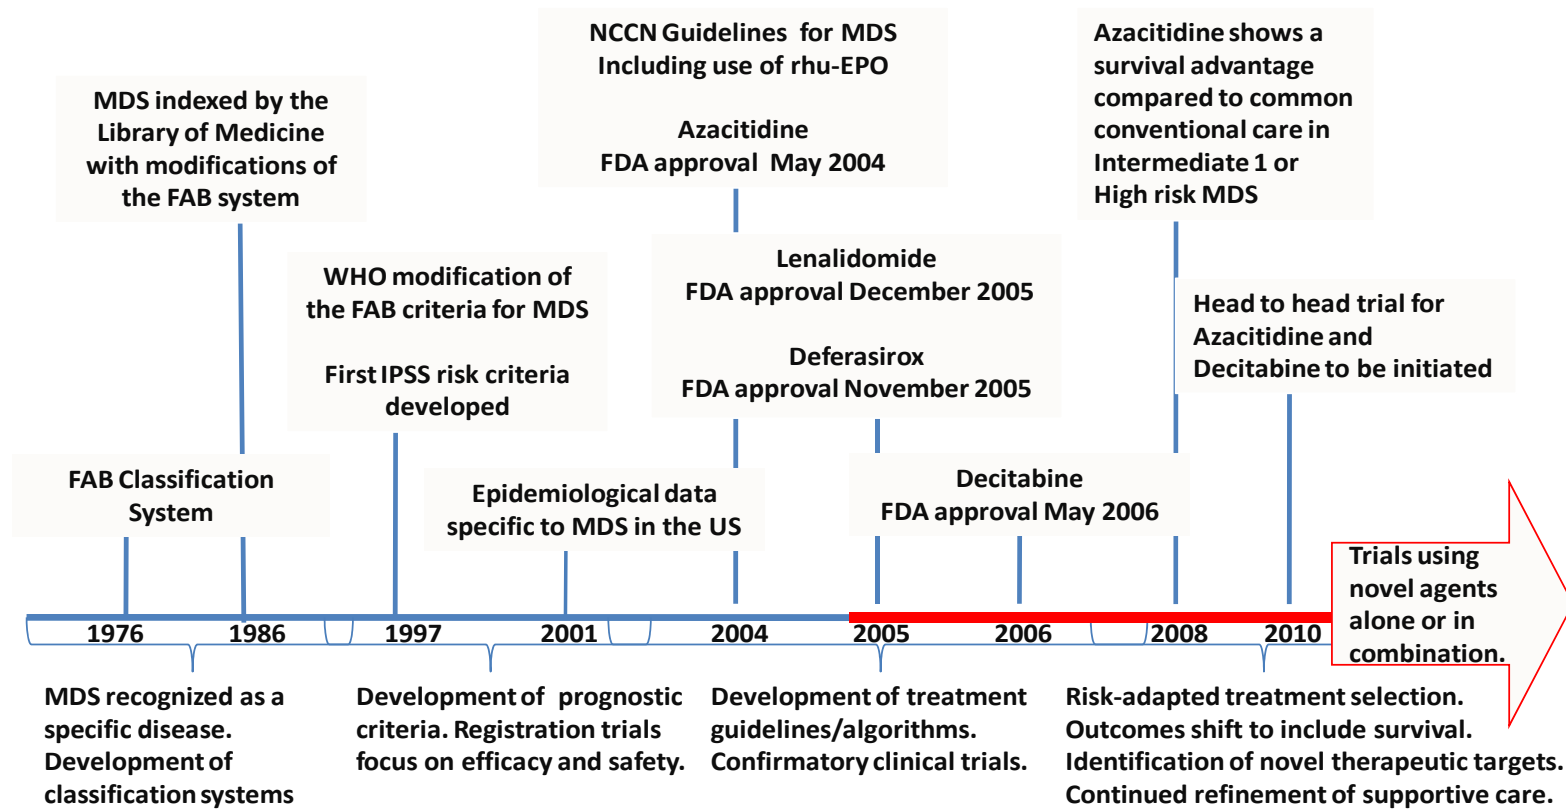 NCCN Guidelines for MDS
Including use of rhu-EPO
Azacitidine
FDA approval May 2004
Azacitidine shows a
survival advantage
compared to common
conventional care in
Intermediate 1 or
High risk MDS
MDS indexed by the
Library of Medicine
with modifications of
the FAB system
WHO modification of
the FAB criteria for MDS
First IPSS risk criteria
developed
Lenalidomide
FDA approval December 2005
Deferasirox
FDA approval November 2005
Head to head trial for
Azacitidine and
Decitabine to be initiated
FAB Classification
System
Epidemiological data
specific to MDS in the US
Decitabine
FDA approval May 2006
Trials using
novel agents
alone or in
combination.
1976 1986 1997 2001 2004 2005 2006 2008 2010
MDS recognized as a
specific disease.
Development of
classification systems
Development of prognostic
criteria. Registration trials
focus on efficacy and safety.
Development of treatment
guidelines/algorithms.
Confirmatory clinical trials.
Risk-adapted treatment selection.
Outcomes shift to include survival.
Identification of novel therapeutic targets.
Continued refinement of supportive care.